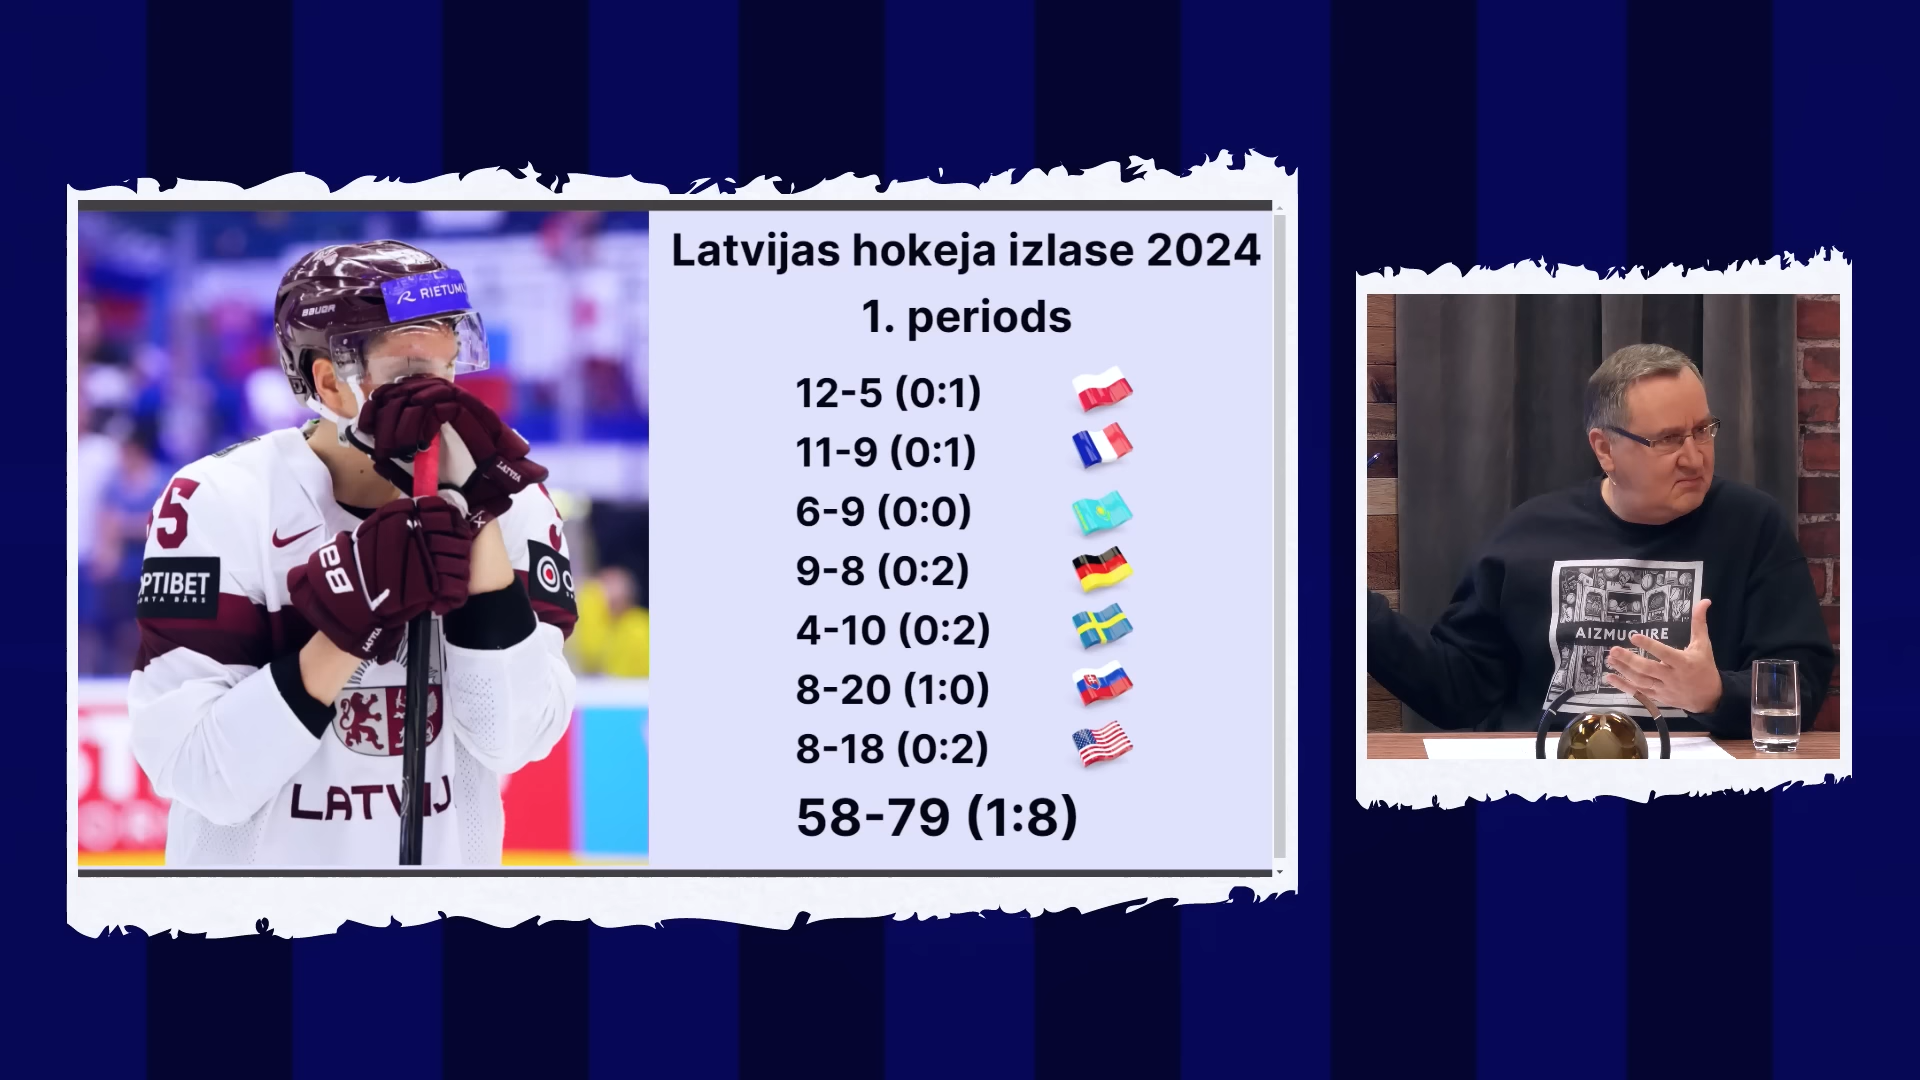 Latvijas hokeja izlase 2024
1. periods
12-5 (0:1)
11-9 (0:1)
6-9 (0:0)
9-8 (0:2)
4-10 (0:2)
8-20 (1:0)
8-18 (0:2)
58-79 (1:8)
RIETUMU
BAUER
5
PTIBET
LATVIJ
AIZMUGURE